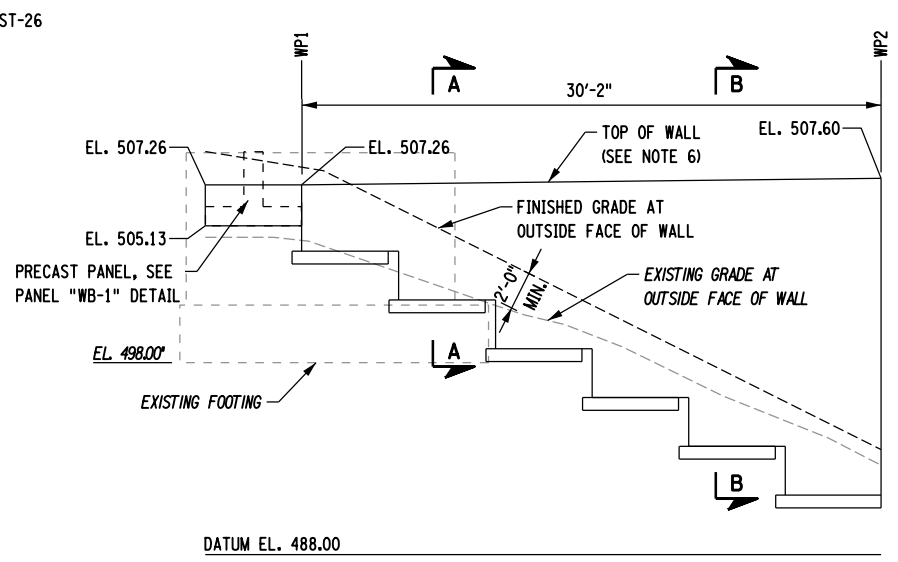 ST-26
WP1
WP2
A
B
30'-2"
EL. 507.26
EL. 507.26
TOP OF WALL
(SEE NOTE 6)
EL. 507.60
FINISHED GRADE AT
OUTSIDE FACE OF WALL
EL. 505.13
PRECAST PANEL, SEE
PANEL "WB-1" DETAIL
2'-0"
MIN.
EXISTING GRADE AT
OUTSIDE FACE OF WALL
EL. 498.00"
A
EXISTING FOOTING
B
DATUM EL. 488.00